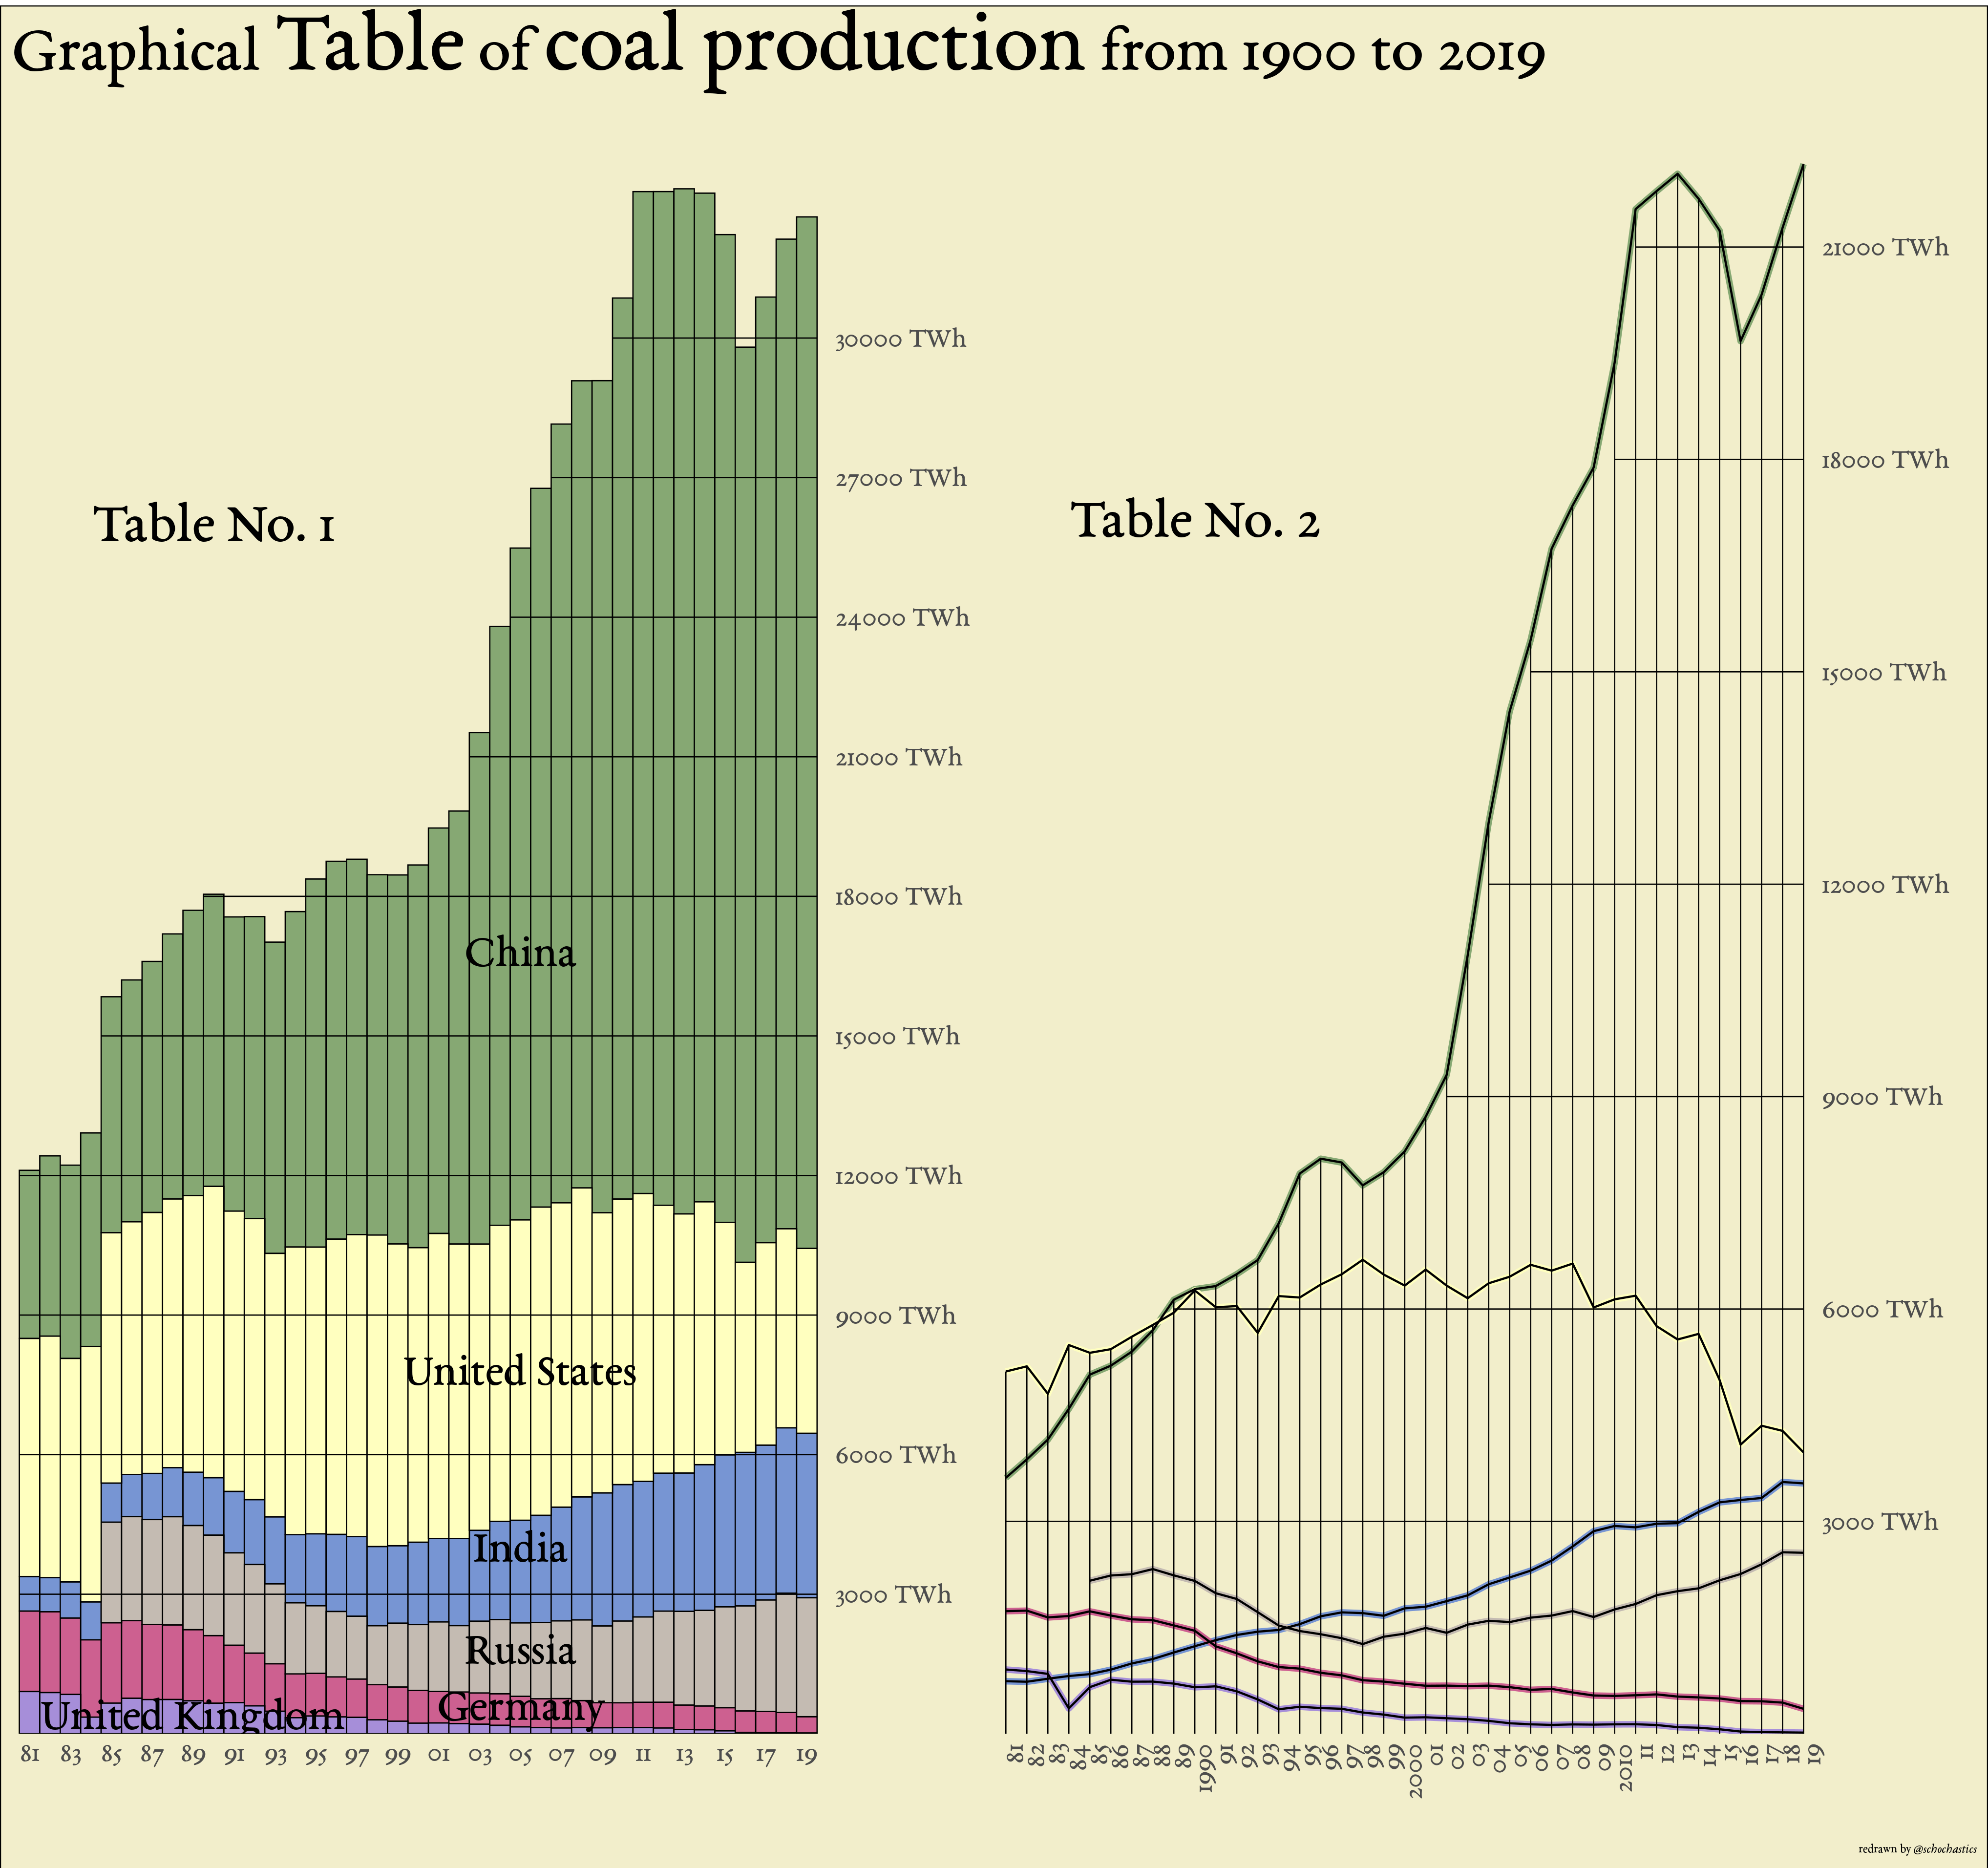 Graphical Table of coal production from 1900 to 2019
Table No. 1
30000 TWh
27000 TWh
24000 TWh
21000 TWh
18000 TWh
15000 TWh
12000 TWh
9000 TWh
6000 TWh
3000 TWh
China
United States
India
Russia
Germany
United Kingdom
81 83 85 87 89 91 93 95 97 99 01 03 05 07 09 11 13 15 17 19
Table No. 2
21000 TWh
18000 TWh
15000 TWh
12000 TWh
9000 TWh
6000 TWh
3000 TWh
81 82 83 84 85 86 87 88 89 1990 91 92 93 94 95 96 97 98 99 2000 01 02 03 04 05 06 07 08 09 2010 11 12 13 14 15 16 17 18 19
redrawn by @schochastics